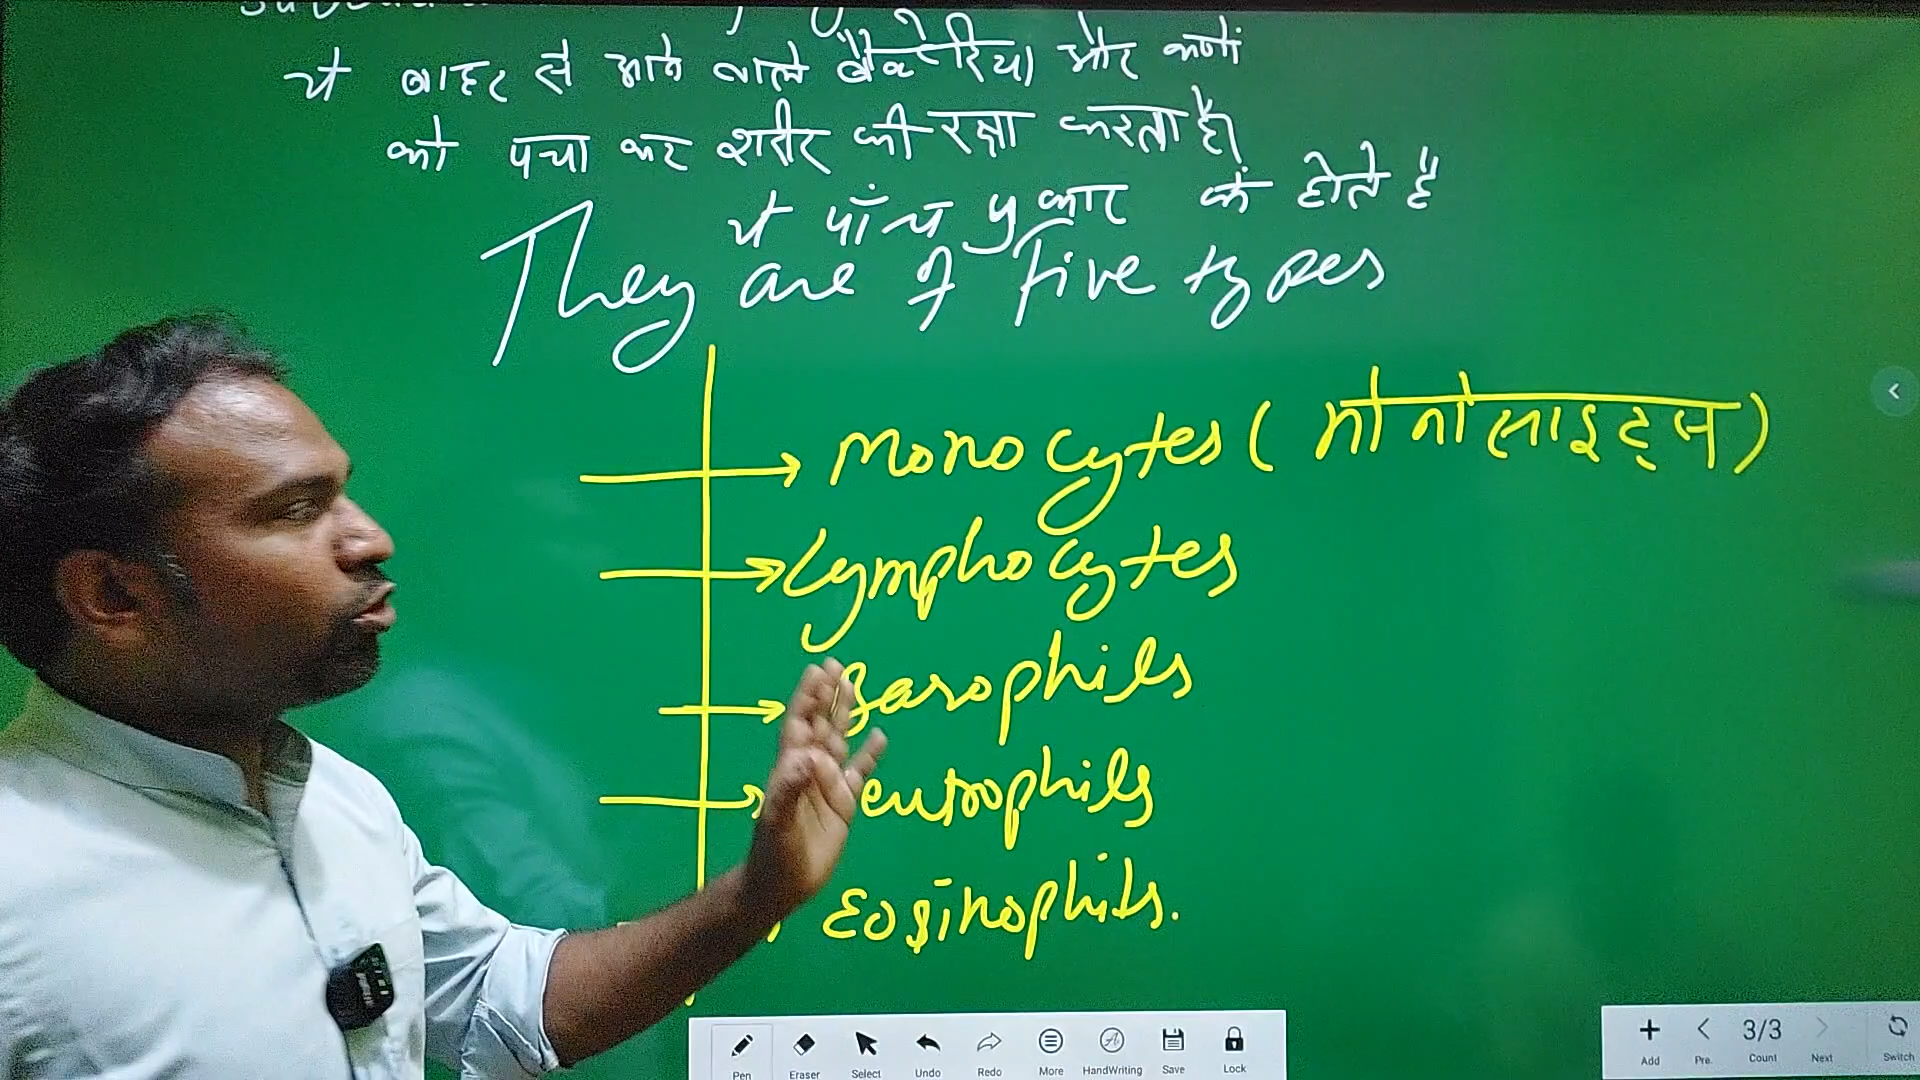 ये बाहर से आने वाले बैक्टेरिया और कणों
को पचा कर शरीर की रक्षा करता है।
ये पाँच प्रकार के होते है
They are of five types
Monocytes ( मोनोसाइट्स )
Lymphocytes
Basophils
eutrophils
Eosinophils.
Pen Eraser Select Undo Redo More HandWriting Save Lock
Add Pre. 3/3 Count Next Switch